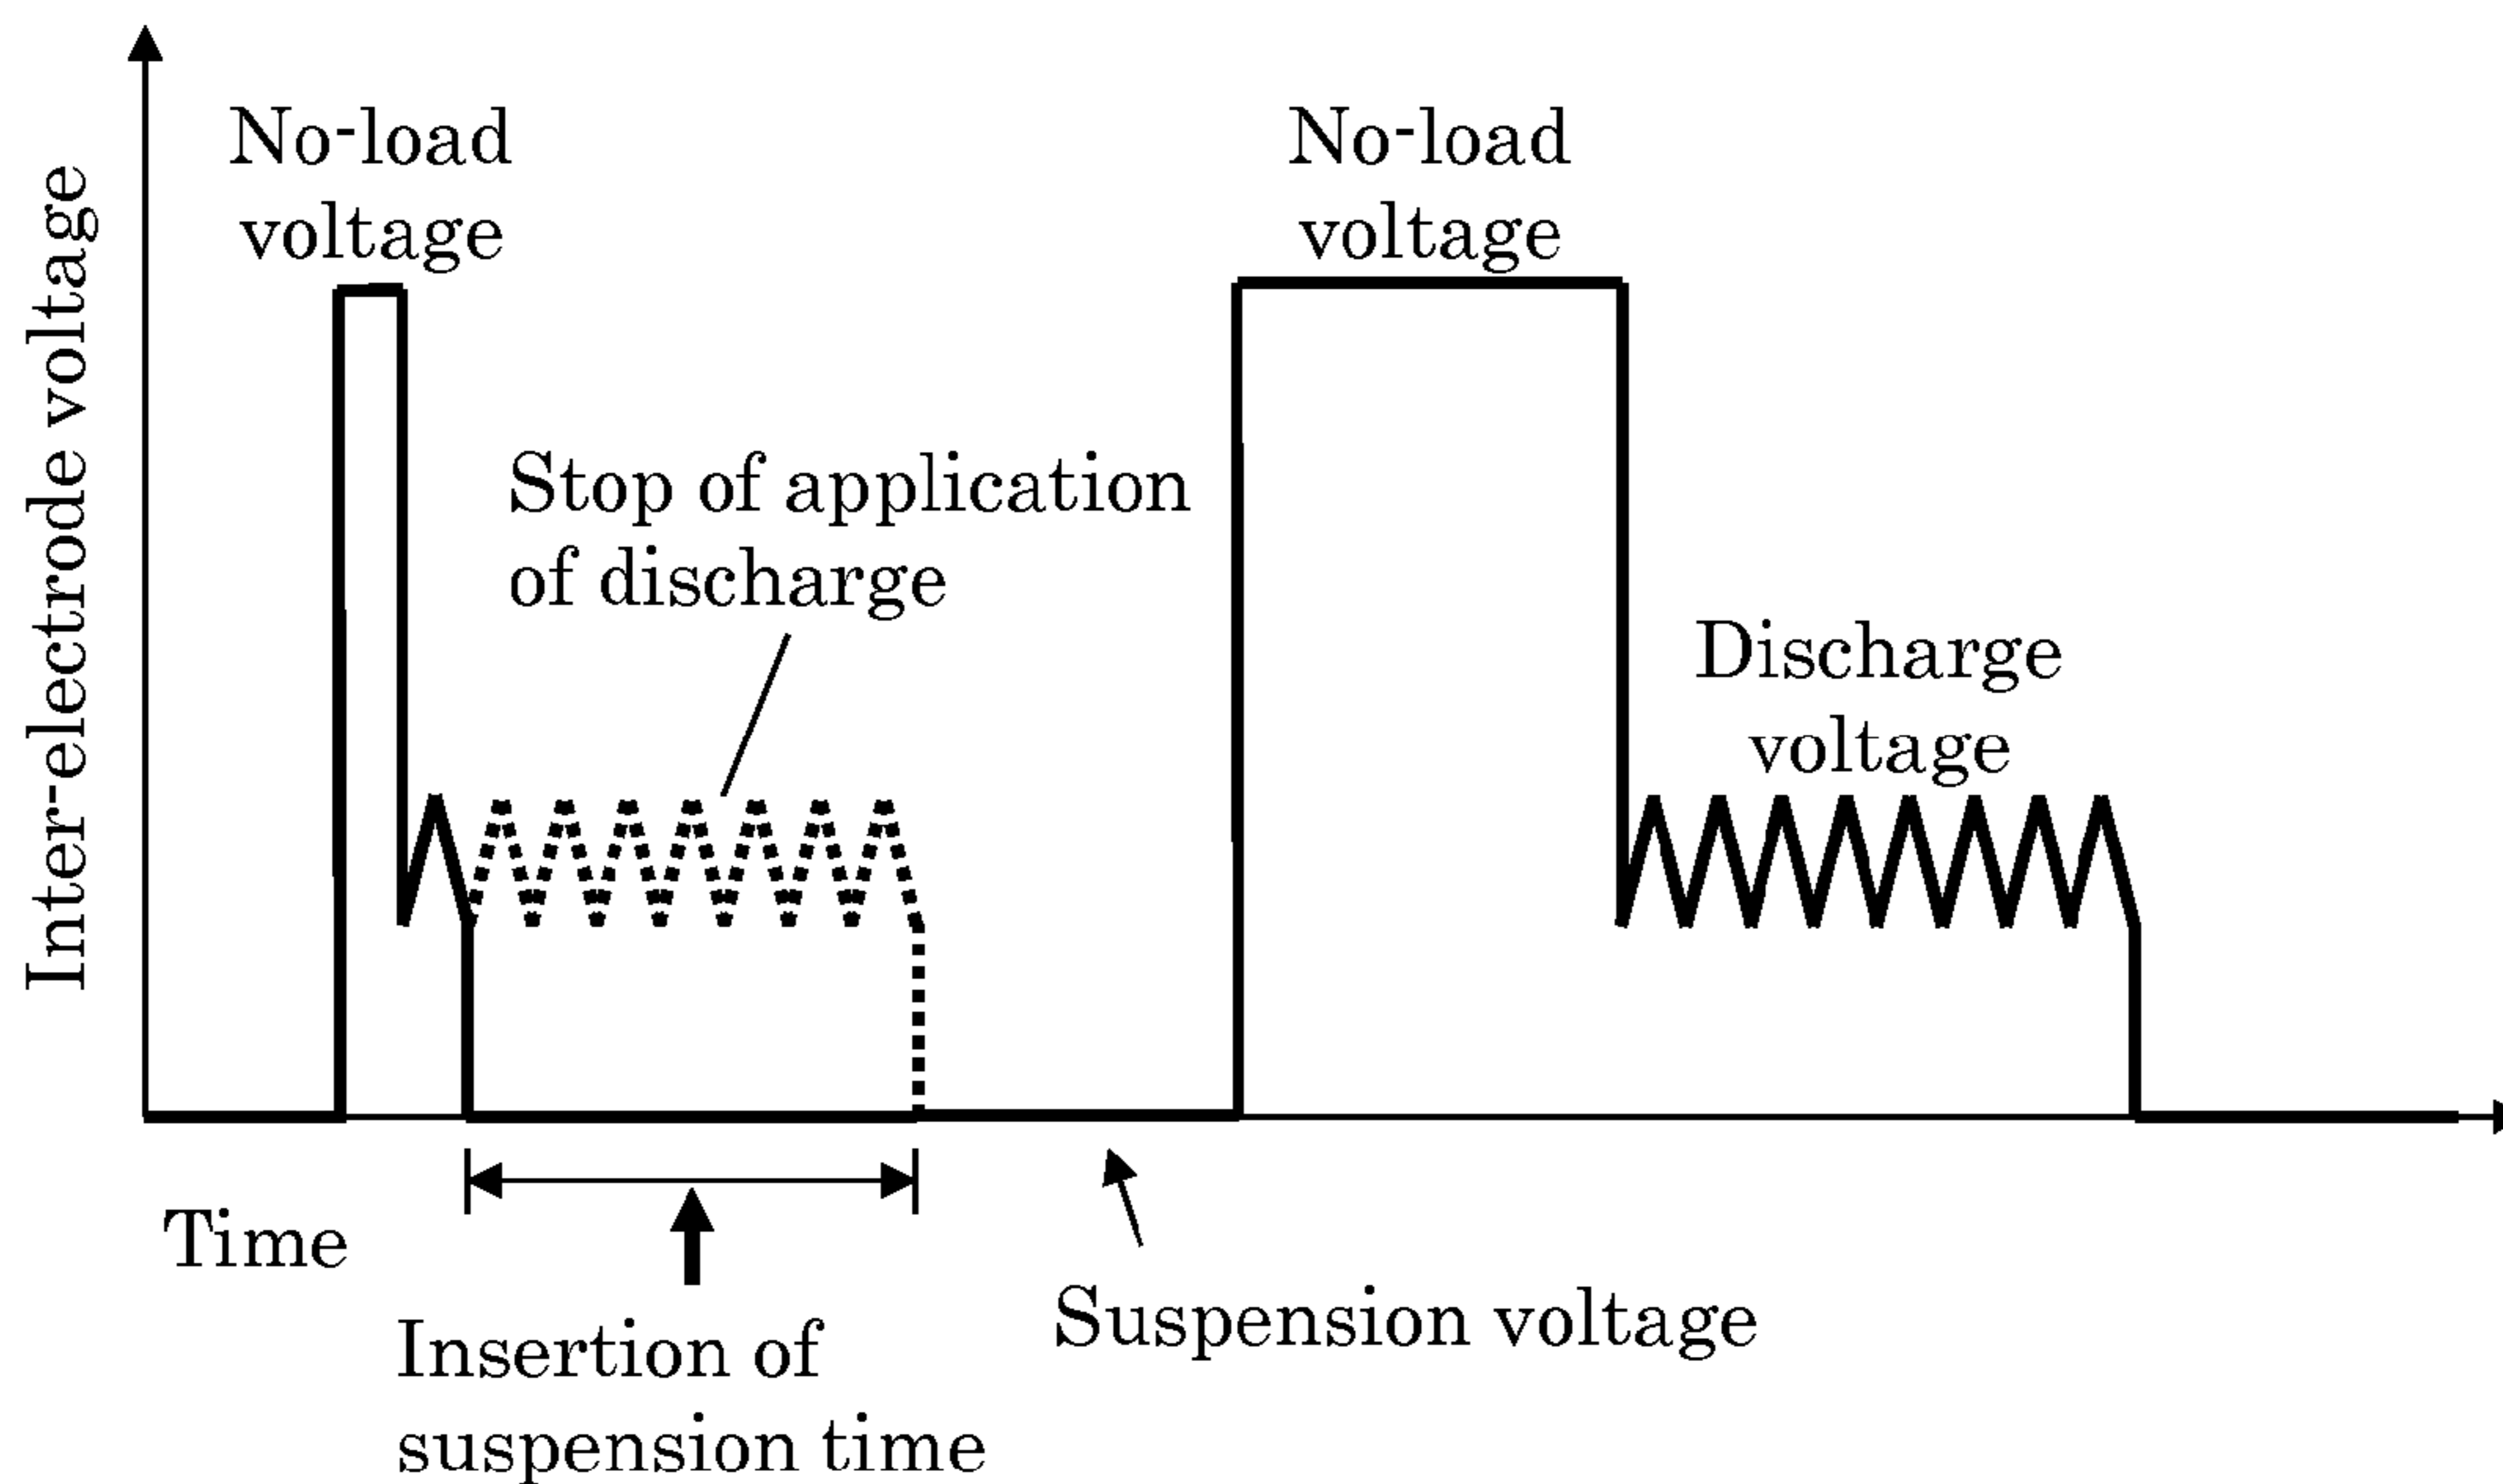 Inter-electrode voltage
No-load
voltage
No-load
voltage
Stop of application
of discharge
Discharge
voltage
Time
Insertion of
suspension time
Suspension voltage